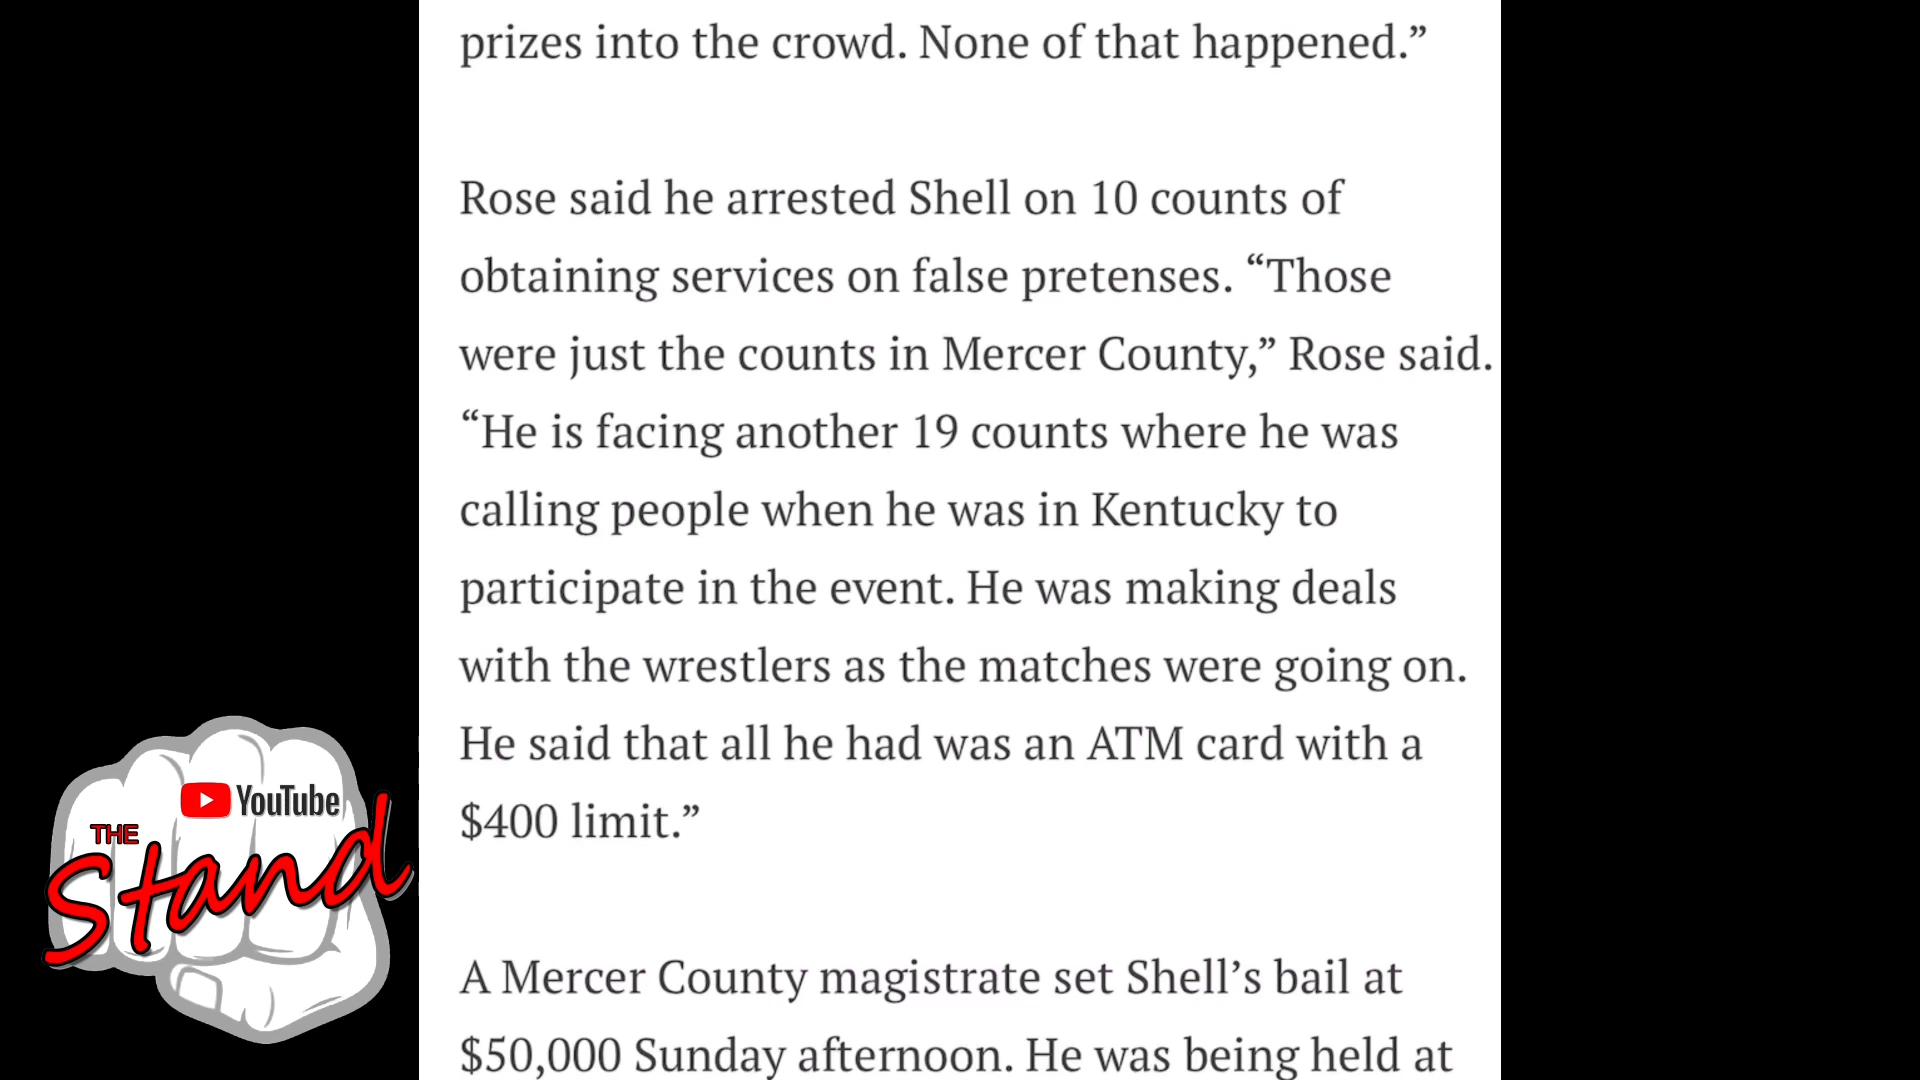 prizes into the crowd. None of that happened.”
Rose said he arrested Shell on 10 counts of
obtaining services on false pretenses. “Those
were just the counts in Mercer County,” Rose said.
“He is facing another 19 counts where he was
calling people when he was in Kentucky to
participate in the event. He was making deals
with the wrestlers as the matches were going on.
He said that all he had was an ATM card with a
$400 limit.”
A Mercer County magistrate set Shell’s bail at
$50,000 Sunday afternoon. He was being held at
YouTube
THE
Stand